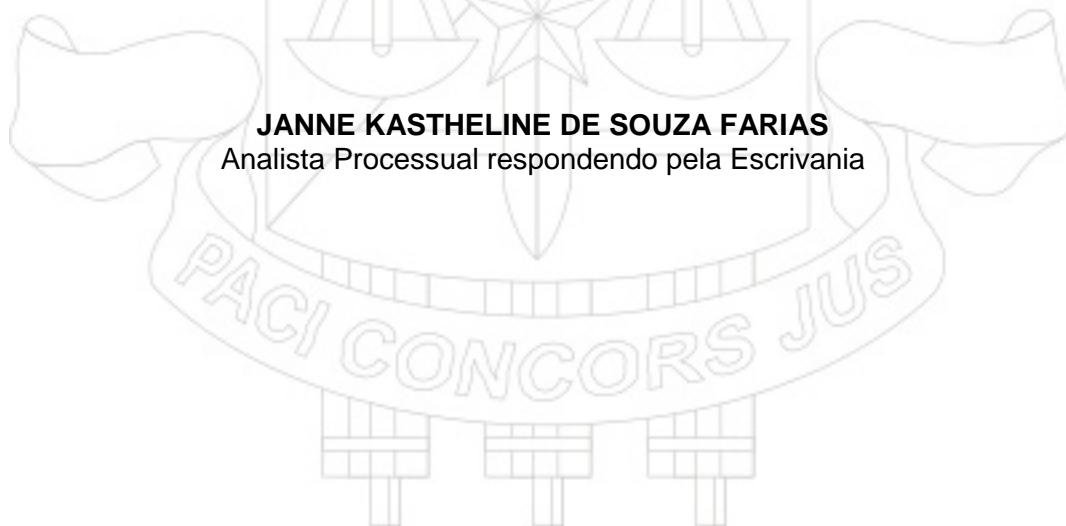 JANNE KASTHELINE DE SOUZA FARIAS
Analista Processual respondendo pela Escrivania
PACI CONCORS JUS